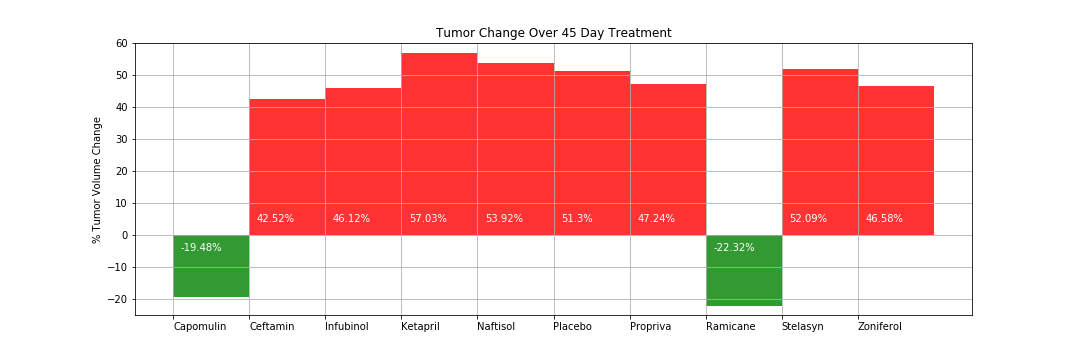 Tumor Change Over 45 Day Treatment
% Tumor Volume Change
60
50
40
30
20
10
0
−10
−20
-19.48%
42.52%
46.12%
57.03%
53.92%
51.3%
47.24%
-22.32%
52.09%
46.58%
Capomulin
Ceftamin
Infubinol
Ketapril
Naftisol
Placebo
Propriva
Ramicane
Stelasyn
Zoniferol